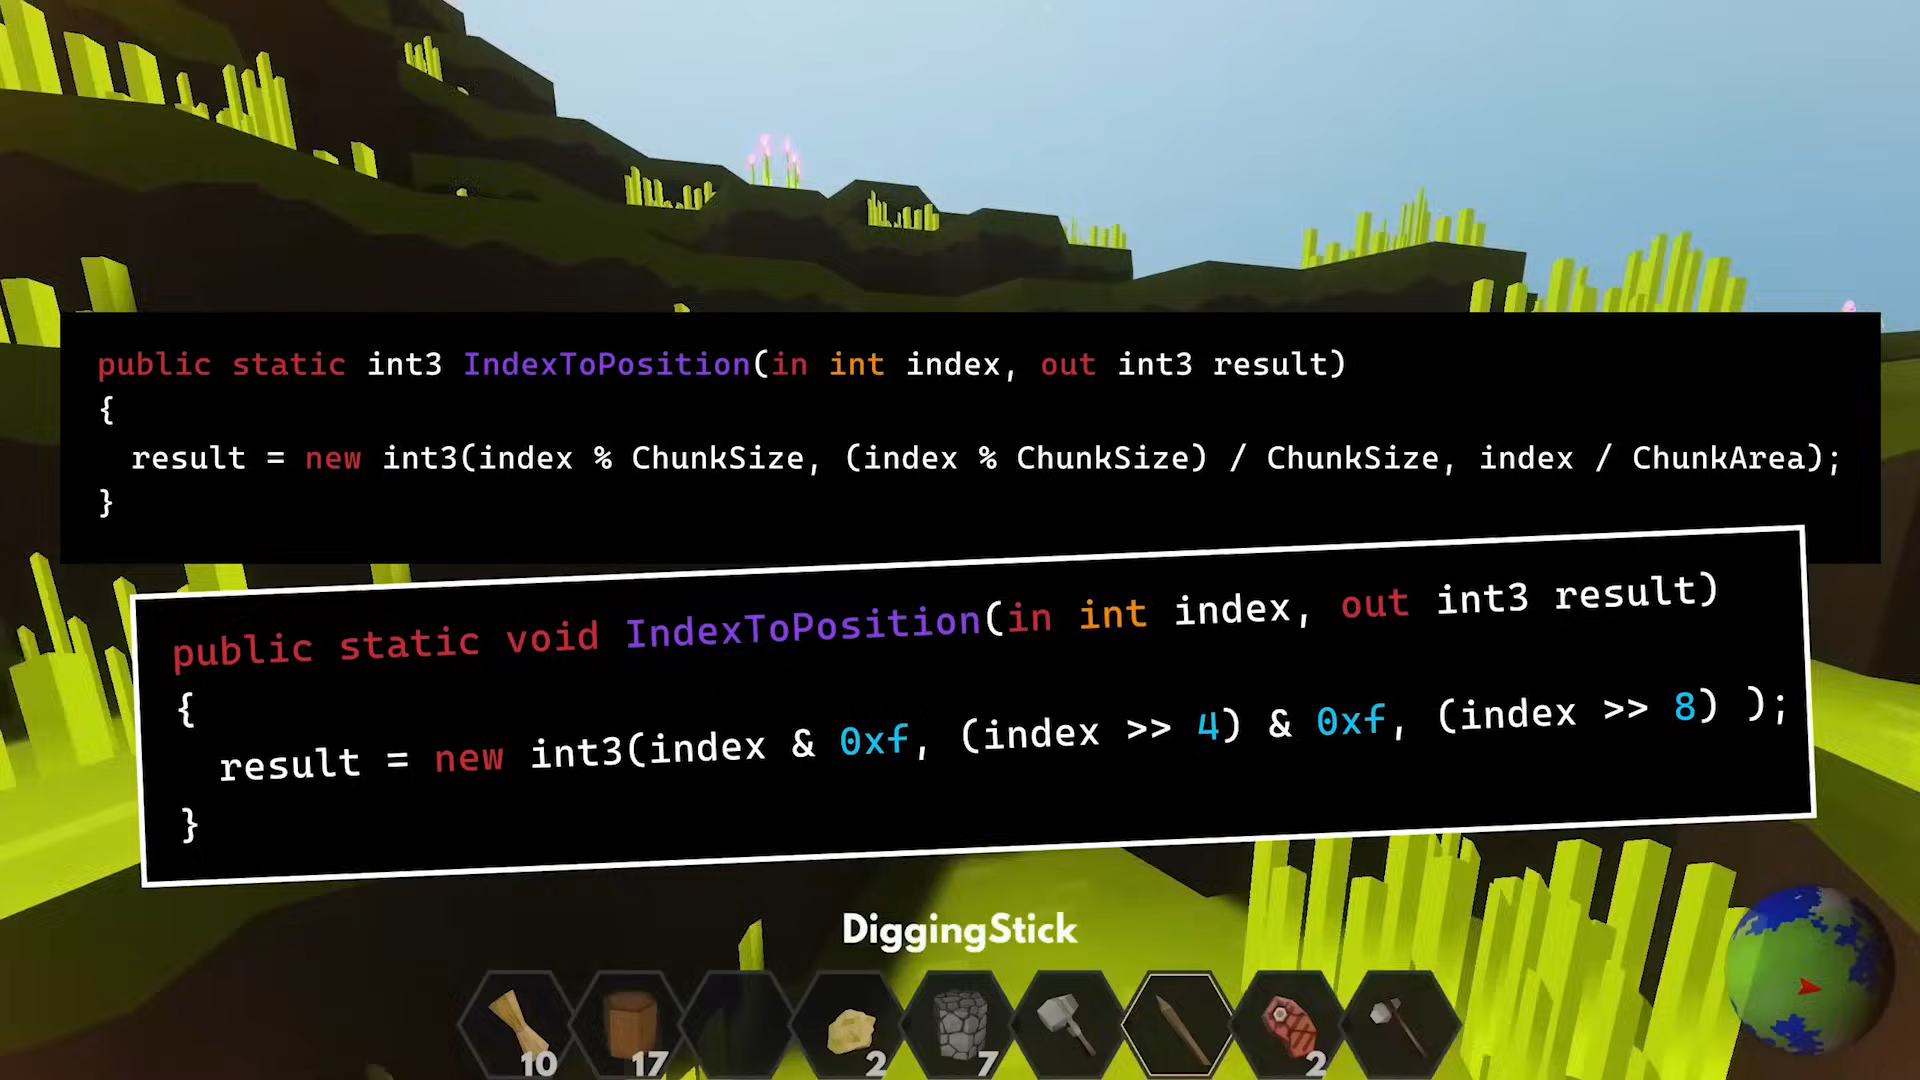 public static int3 IndexToPosition(in int index, out int3 result)
{
result = new int3(index % ChunkSize, (index % ChunkSize) / ChunkSize, index / ChunkArea);
}
public static void IndexToPosition(in int index, out int3 result)
{
result = new int3(index & 0xf, (index >> 4) & 0xf, (index >> 8) );
}
DiggingStick
10 17 2 7 2